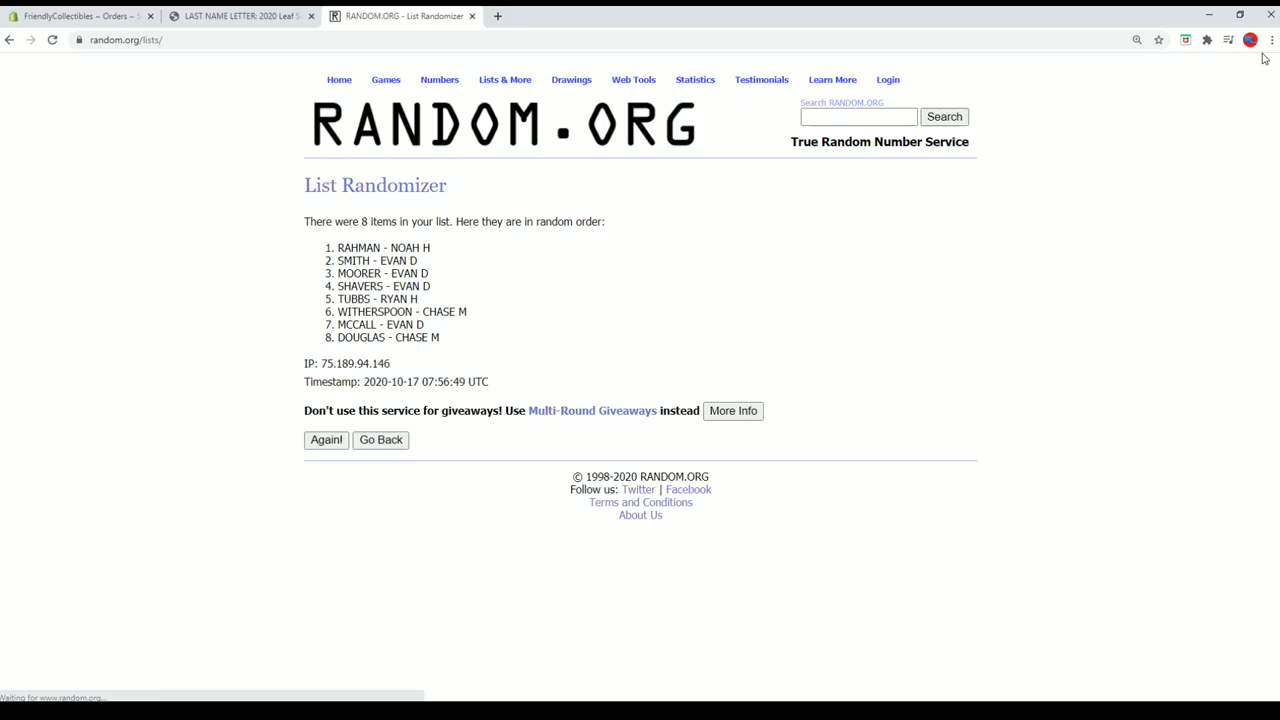 FriendlyCollectibles ~ Orders ~ S
LAST NAME LETTER: 2020 Leaf S
RANDOM.ORG - List Randomizer
random.org/lists/
Home Games Numbers Lists & More Drawings Web Tools Statistics Testimonials Learn More Login
RANDOM.ORG
Search RANDOM.ORG
Search
True Random Number Service
List Randomizer
There were 8 items in your list. Here they are in random order:
1. RAHMAN - NOAH H
2. SMITH - EVAN D
3. MOORER - EVAN D
4. SHAVERS - EVAN D
5. TUBBS - RYAN H
6. WITHERSPOON - CHASE M
7. MCCALL - EVAN D
8. DOUGLAS - CHASE M
IP: 75.189.94.146
Timestamp: 2020-10-17 07:56:49 UTC
Don't use this service for giveaways! Use Multi-Round Giveaways instead More Info
Again! Go Back
© 1998-2020 RANDOM.ORG
Follow us: Twitter | Facebook
Terms and Conditions
About Us
Waiting for www.random.org...